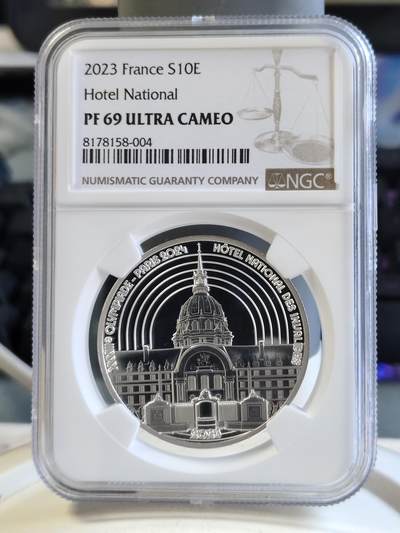 2023 France S10E
Hotel National
PF 69 ULTRA CAMEO
8178158-004
NUMISMATIC GUARANTY COMPANY
NGC®
OLYMPIADE - PARIS 2024
HÔTEL NATIONAL DES INVALIDES